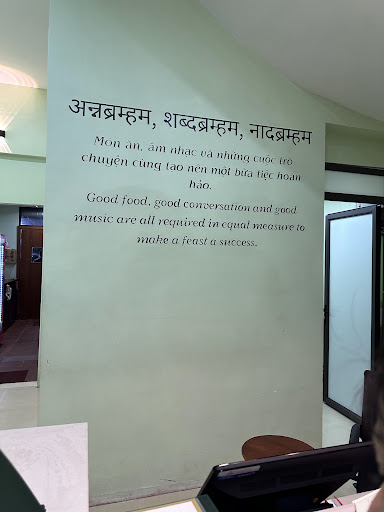 अन्नब्रम्हम, शब्दब्रम्हम, नादब्रम्हम
Món ăn, âm nhạc và những cuộc trò
chuyện cùng tạo nên một bữa tiệc hoàn
hảo.
Good food, good conversation and good
music are all required in equal measure to
make a feast a success.